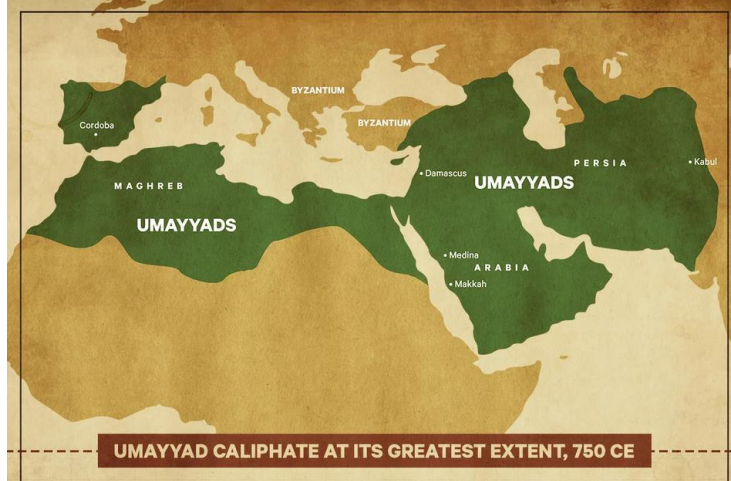 BYZANTIUM
BYZANTIUM
Cordoba
PERSIA
Kabul
Damascus
UMAYYADS
MAGHREB
UMAYYADS
Medina
ARABIA
Makkah
UMAYYAD CALIPHATE AT ITS GREATEST EXTENT, 750 CE